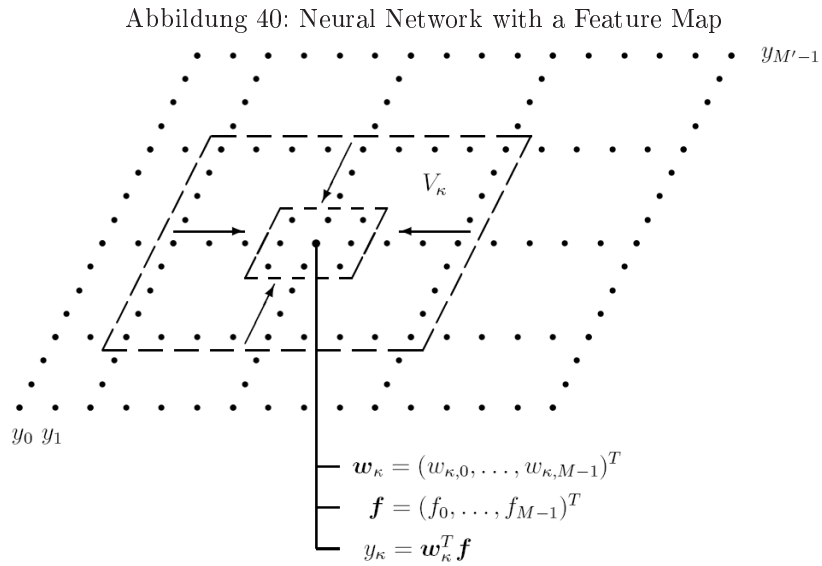 Abbildung 40: Neural Network with a Feature Map
y_{M'-1}
V_κ
y_0 y_1
w_κ = (w_{κ,0}, . . . , w_{κ,M-1})^T
f = (f_0, . . . , f_{M-1})^T
y_κ = w_κ^T f